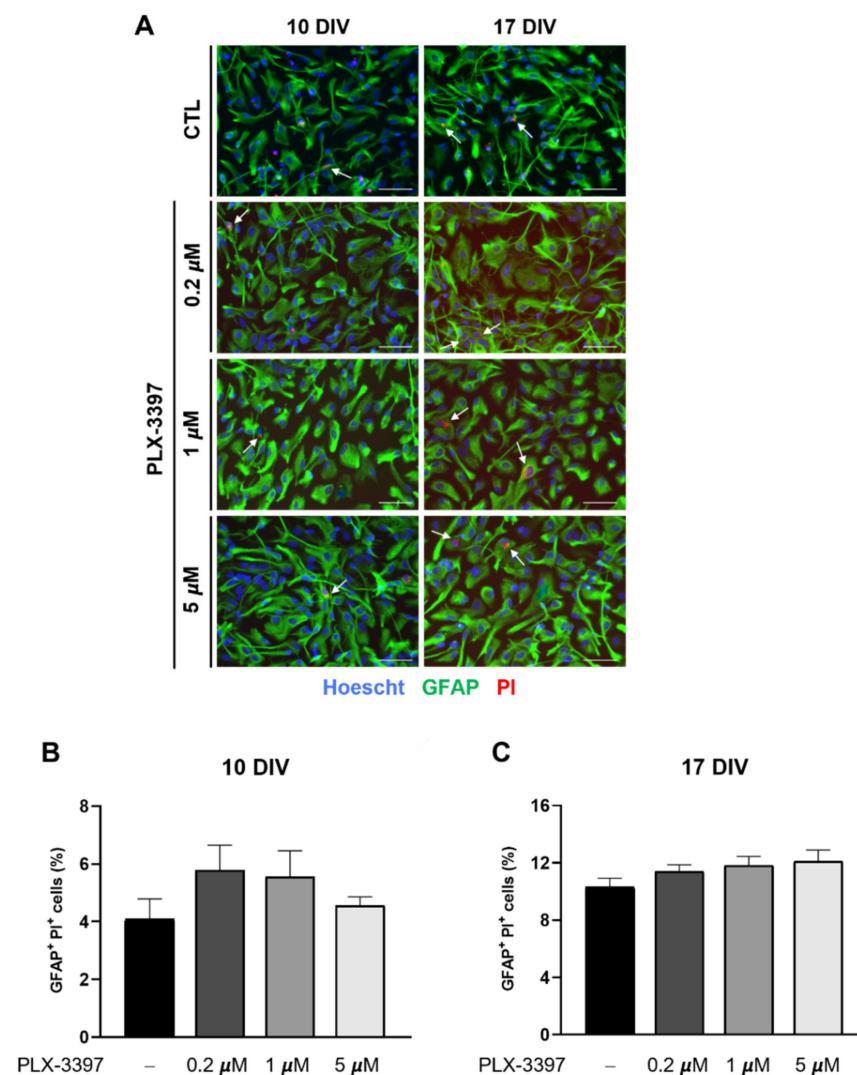 A
10 DIV 17 DIV
CTL
PLX-3397
0.2 µM
1 µM
5 µM
Hoescht GFAP PI
B
10 DIV
GFAP⁺ PI⁺ cells (%)
8
6
4
2
0
PLX-3397 – 0.2 µM 1 µM 5 µM
C
17 DIV
GFAP⁺ PI⁺ cells (%)
16
12
8
4
0
PLX-3397 – 0.2 µM 1 µM 5 µM